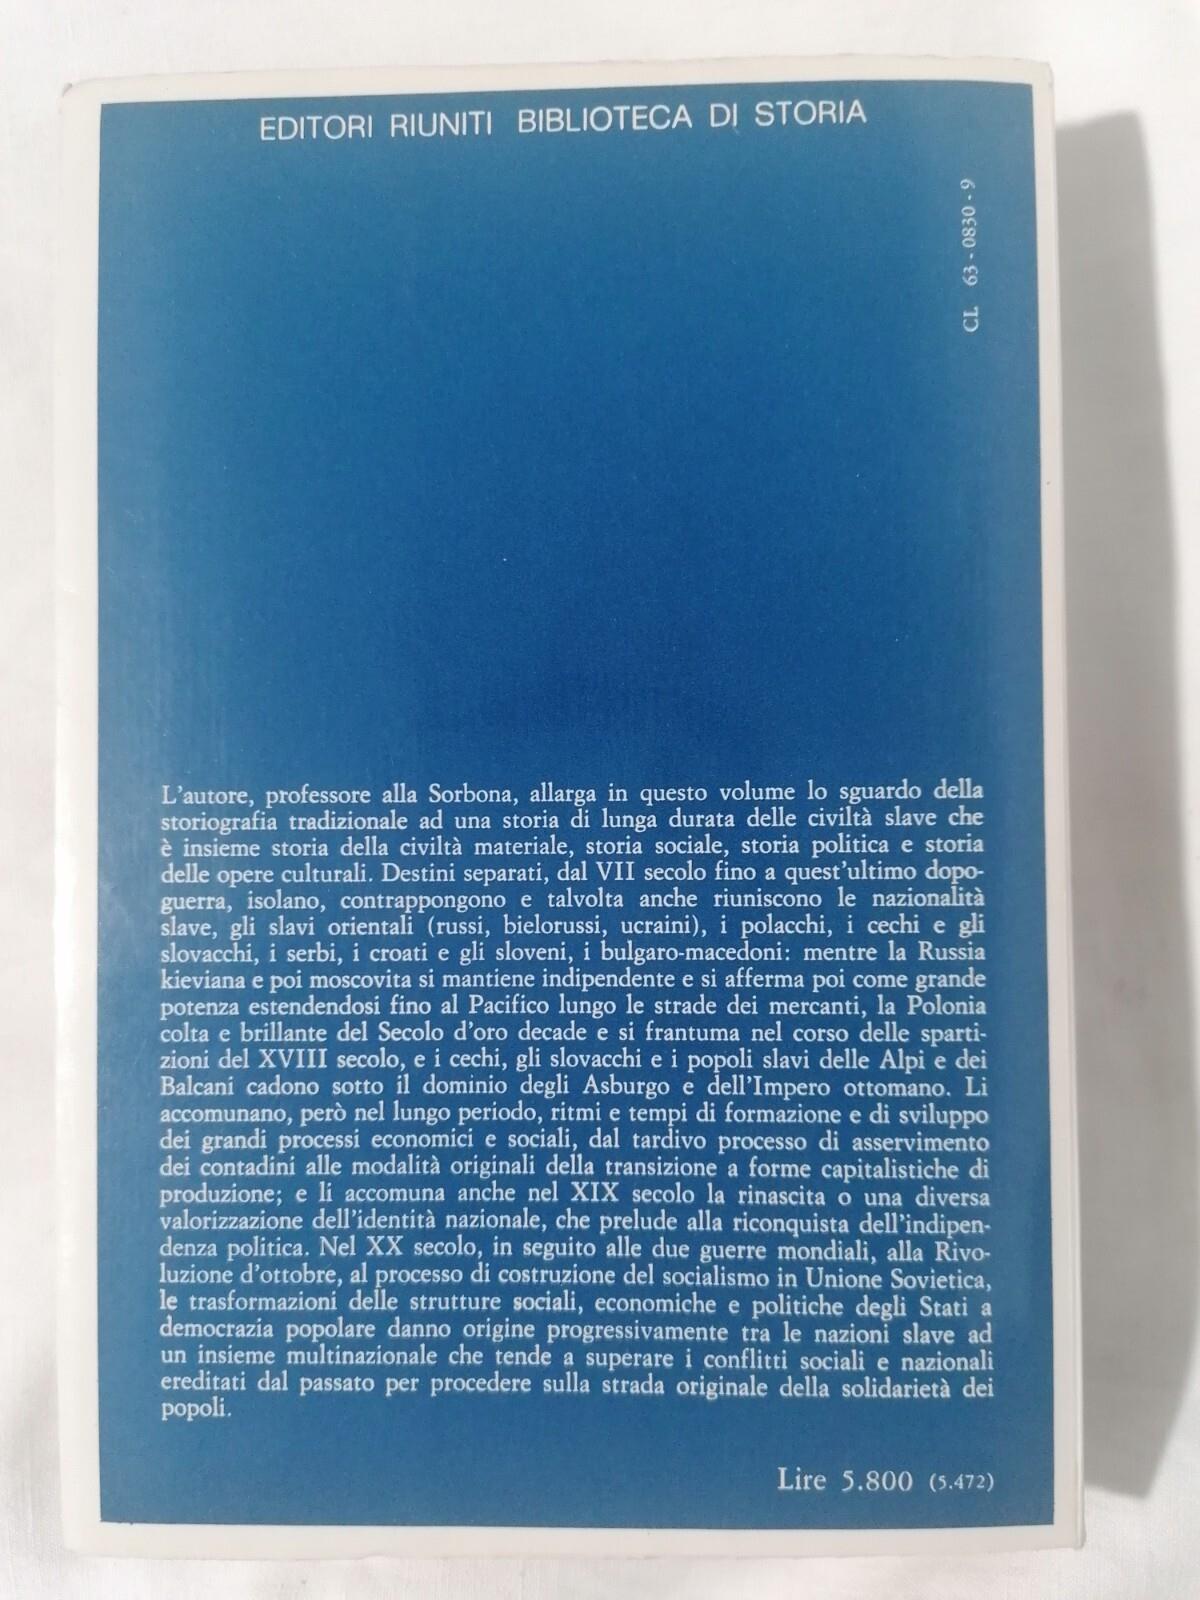 EDITORI RIUNITI BIBLIOTECA DI STORIA
CL 63 - 0830 - 9
L'autore, professore alla Sorbona, allarga in questo volume lo sguardo della
storiografia tradizionale ad una storia di lunga durata delle civiltà slave che
è insieme storia della civiltà materiale, storia sociale, storia politica e storia
delle opere culturali. Destini separati, dal VII secolo fino a quest'ultimo dopo-
guerra, isolano, contrappongono e talvolta anche riuniscono le nazionalità
slave, gli slavi orientali (russi, bielorussi, ucraini), i polacchi, i cechi e gli
slovacchi, i serbi, i croati e gli sloveni, i bulgaro-macedoni: mentre la Russia
kieviana e poi moscovita si mantiene indipendente e si afferma poi come grande
potenza estendendosi fino al Pacifico lungo le strade dei mercanti, la Polonia
colta e brillante del Secolo d'oro decade e si frantuma nel corso delle sparti-
zioni del XVIII secolo, e i cechi, gli slovacchi e i popoli slavi delle Alpi e dei
Balcani cadono sotto il dominio degli Asburgo e dell'Impero ottomano. Li
accomunano, però nel lungo periodo, ritmi e tempi di formazione e di sviluppo
dei grandi processi economici e sociali, dal tardivo processo di asservimento
dei contadini alle modalità originali della transizione a forme capitalistiche di
produzione; e li accomuna anche nel XIX secolo la rinascita o una diversa
valorizzazione dell'identità nazionale, che prelude alla riconquista dell'indipen-
denza politica. Nel XX secolo, in seguito alle due guerre mondiali, alla Rivo-
luzione d'ottobre, al processo di costruzione del socialismo in Unione Sovietica,
le trasformazioni delle strutture sociali, economiche e politiche degli Stati a
democrazia popolare danno origine progressivamente tra le nazioni slave ad
un insieme multinazionale che tende a superare i conflitti sociali e nazionali
ereditati dal passato per procedere sulla strada originale della solidarietà dei
popoli.
Lire 5.800 (5.472)